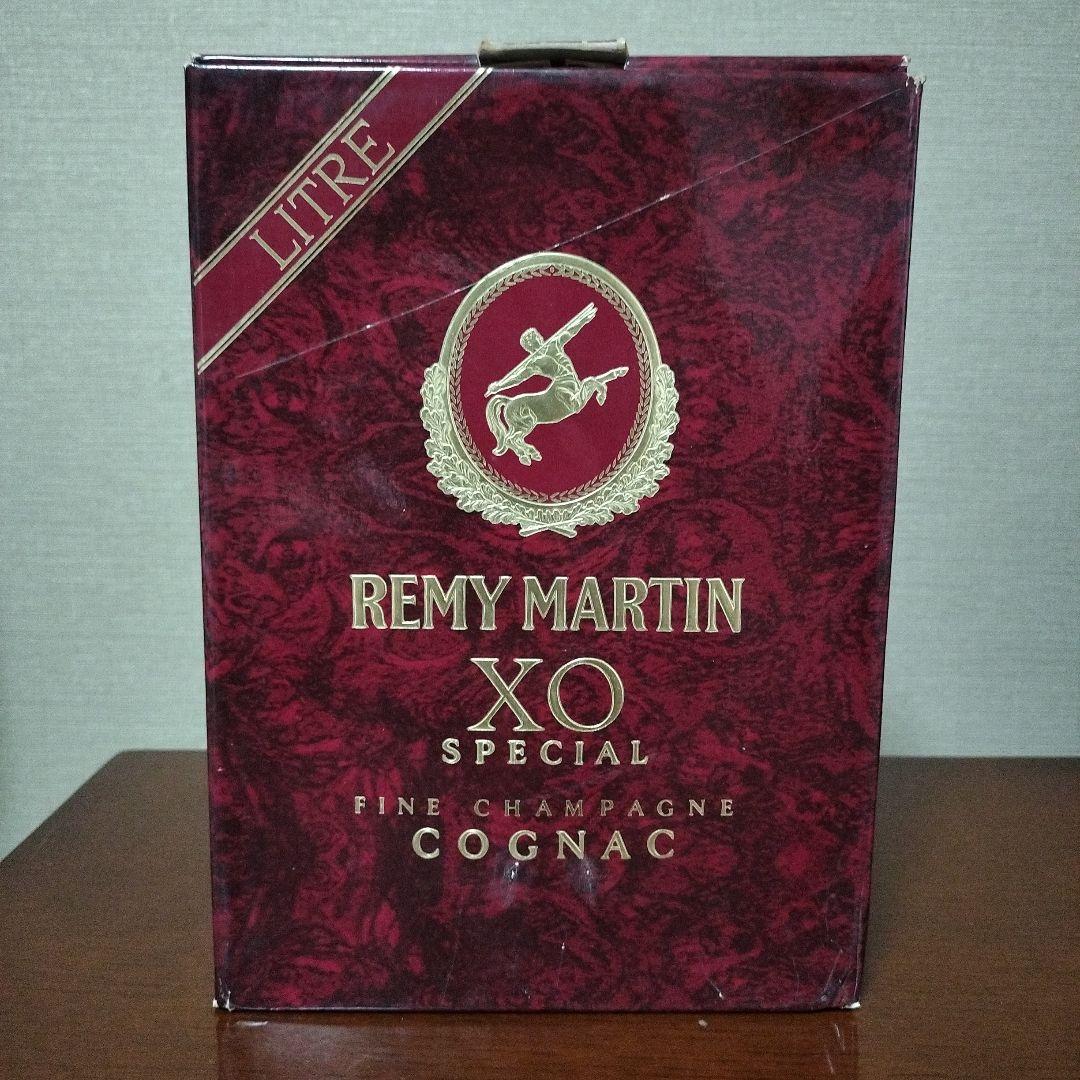 LITRE
REMY MARTIN
XO
SPECIAL
FINE CHAMPAGNE
COGNAC